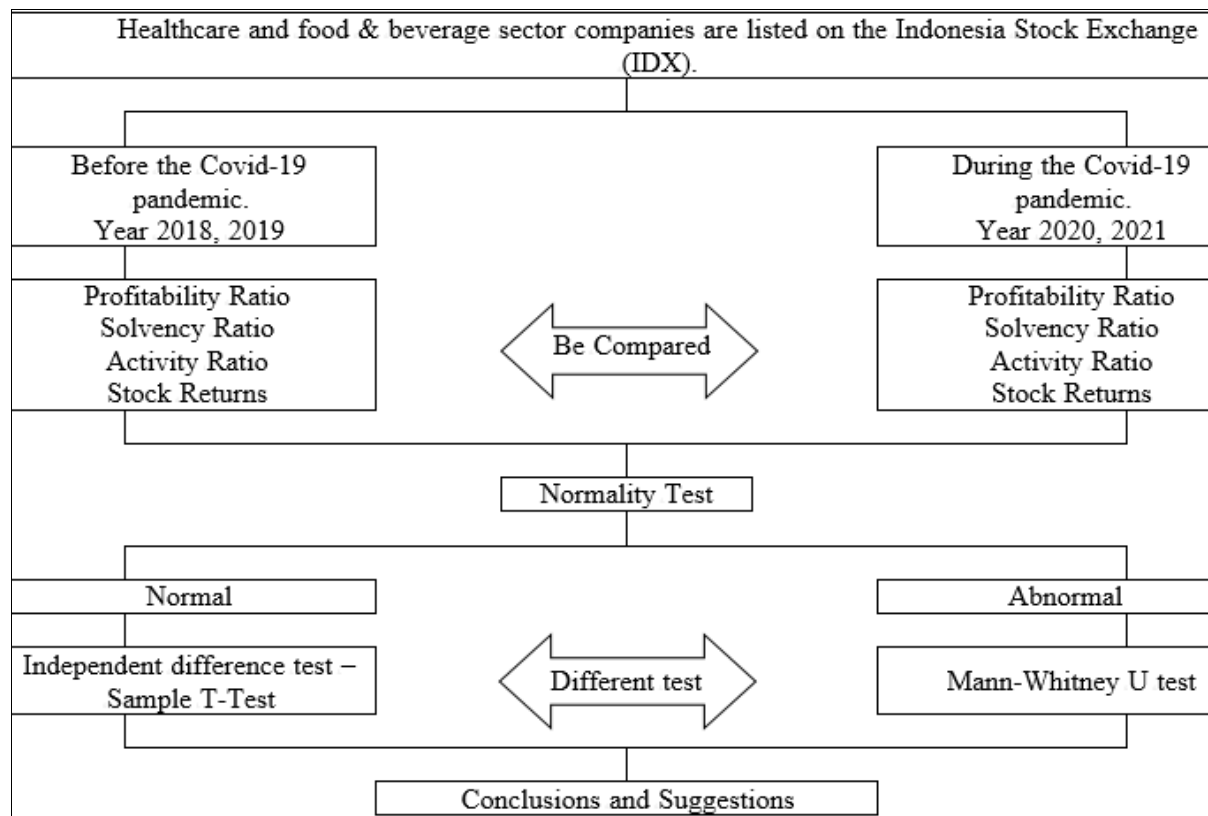 Healthcare and food & beverage sector companies are listed on the Indonesia Stock Exchange
(IDX).
Before the Covid-19
pandemic.
Year 2018, 2019
During the Covid-19
pandemic.
Year 2020, 2021
Profitability Ratio
Solvency Ratio
Activity Ratio
Stock Returns
Be Compared
Profitability Ratio
Solvency Ratio
Activity Ratio
Stock Returns
Normality Test
Normal
Abnormal
Independent difference test –
Sample T-Test
Different test
Mann-Whitney U test
Conclusions and Suggestions